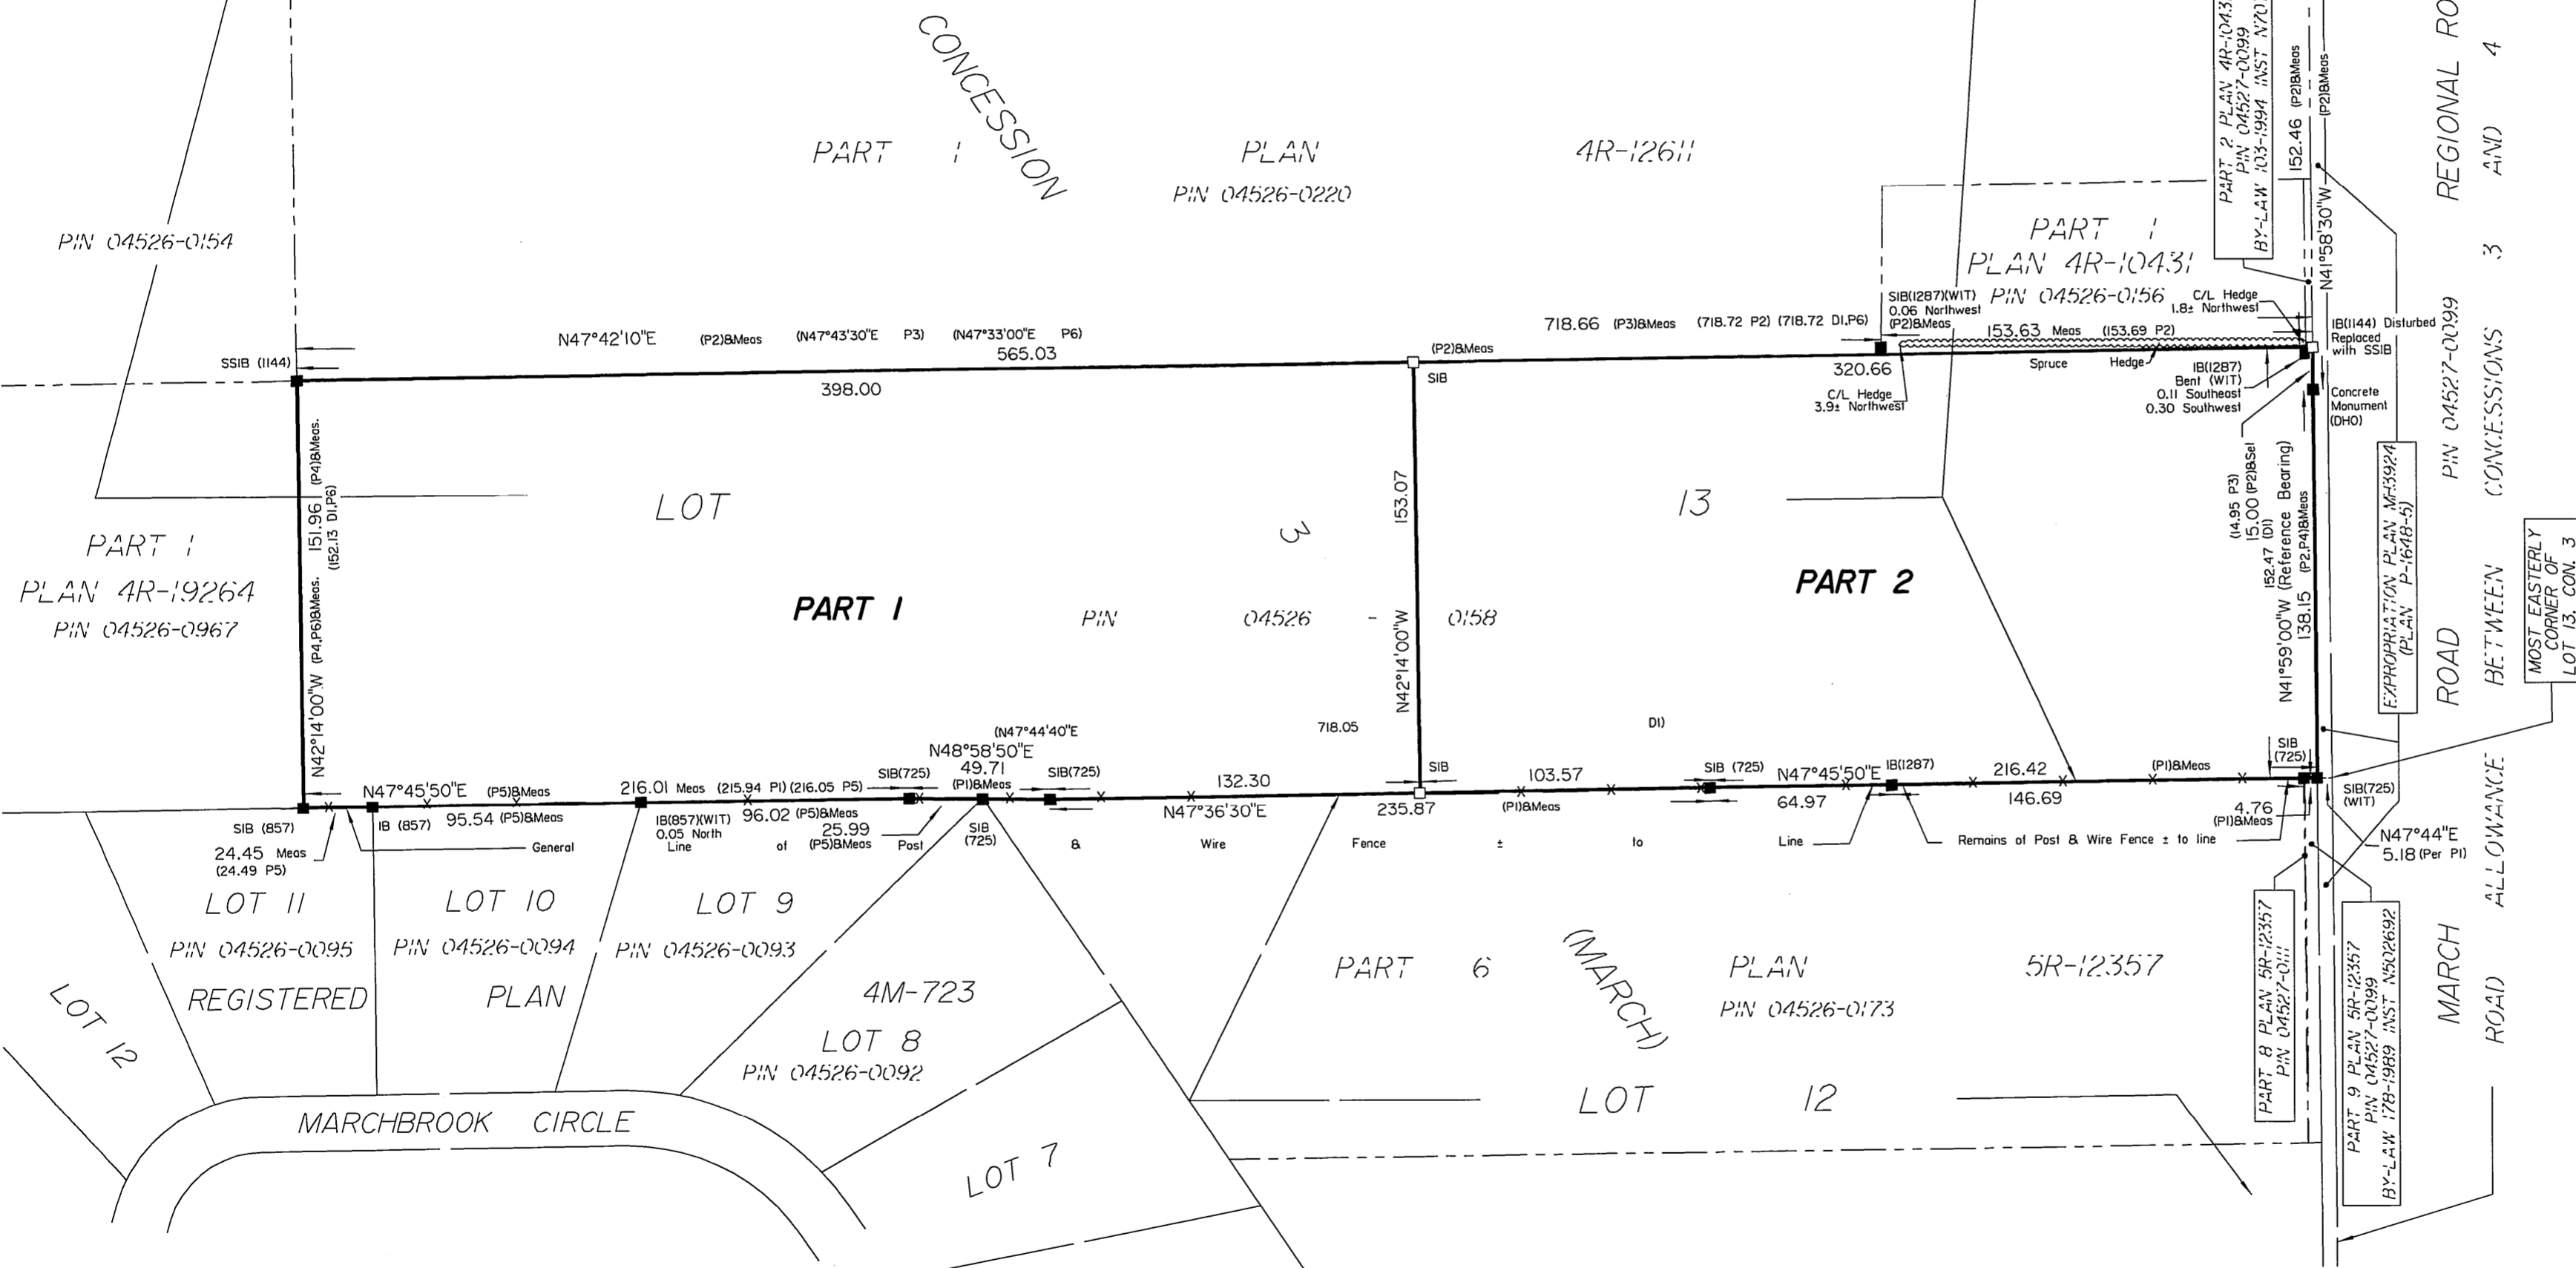 CONCESSION
PART 1 PLAN 4R-12611
PIN 04526-0220
PIN 04526-0154
PART 2 PLAN 4R-1043
PIN 04527-0099
BY-LAW 103-1994 INST N70
152.46 (P2)&Meas
(P2)&Meas
N41°58'30"W
REGIONAL RO
PART 1
PLAN 4R-10431
PIN 04526-0156
SIB(1287)(WIT)
0.06 Northwest
(P2)&Meas
C/L Hedge
1.8± Northwest
153.63 Meas (153.69 P2)
IB(1144) Disturbed
Replaced
with SSIB
N47°42'10"E (P2)&Meas (N47°43'30"E P3) (N47°33'00"E P6)
565.03
718.66 (P3)&Meas (718.72 P2) (718.72 D1,P6)
(P2)&Meas
SSIB (1144)
398.00
SIB
320.66
Spruce Hedge
C/L Hedge
3.9± Northwest
IB(1287)
Bent (WIT)
0.11 Southeast
0.30 Southwest
Concrete
Monument
(DHO)
N42°14'00"W (P4,P6)&Meas. 151.96 (P4)&Meas.
(152.13 D1,P6)
LOT 13
3
153.07
N42°14'00"W
(14.95 P3)
15.00 (P2)&Set
152.47 (D1)
N41°59'00"W (Reference Bearing)
138.15 (P2,P4)&Meas
EXPROPRIATION PLAN MH3924
(PLAN P-1648-5)
MOST EASTERLY
CORNER OF
LOT 13, CON. 3
PART 1
PLAN 4R-19264
PIN 04526-0967
PART 1
PART 2
PIN 04526 - 0158
MARCH ROAD REGIONAL RO
PIN 04527-0099
ROAD ALLOWANCE BETWEEN CONCESSIONS 3 AND 4
(N47°44'40"E 718.05 D1)
N48°58'50"E
49.71
(P1)&Meas
SIB(725)
SIB(725)
N47°45'50"E (P5)&Meas
216.01 Meas (215.94 P1) (216.05 P5)
132.30
SIB
103.57
SIB (725)
N47°45'50"E
IB(1287)
216.42
(P1)&Meas
SIB
(725)
SIB (857)
IB (857)
95.54 (P5)&Meas
IB(857)(WIT)
0.05 North
96.02 (P5)&Meas
25.99
(P5)&Meas
SIB
(725)
N47°36'30"E
235.87
(P1)&Meas
64.97
146.69
4.76
(P1)&Meas
SIB(725)
(WIT)
24.45 Meas
(24.49 P5)
General Line of Post & Wire Fence ± to Line
Remains of Post & Wire Fence ± to line
N47°44"E
5.18 (Per P1)
LOT 11
PIN 04526-0095
LOT 10
PIN 04526-0094
LOT 9
PIN 04526-0093
REGISTERED PLAN 4M-723
LOT 8
PIN 04526-0092
LOT 12
MARCHBROOK CIRCLE
LOT 7
PART 6 PLAN 5R-12357
PIN 04526-0173
(MARCH)
LOT 12
PART 8 PLAN 5R-12357
PIN 04527-0111
PART 9 PLAN 5R-12357
PIN 04527-0099
BY-LAW 178-1989 INST N502692